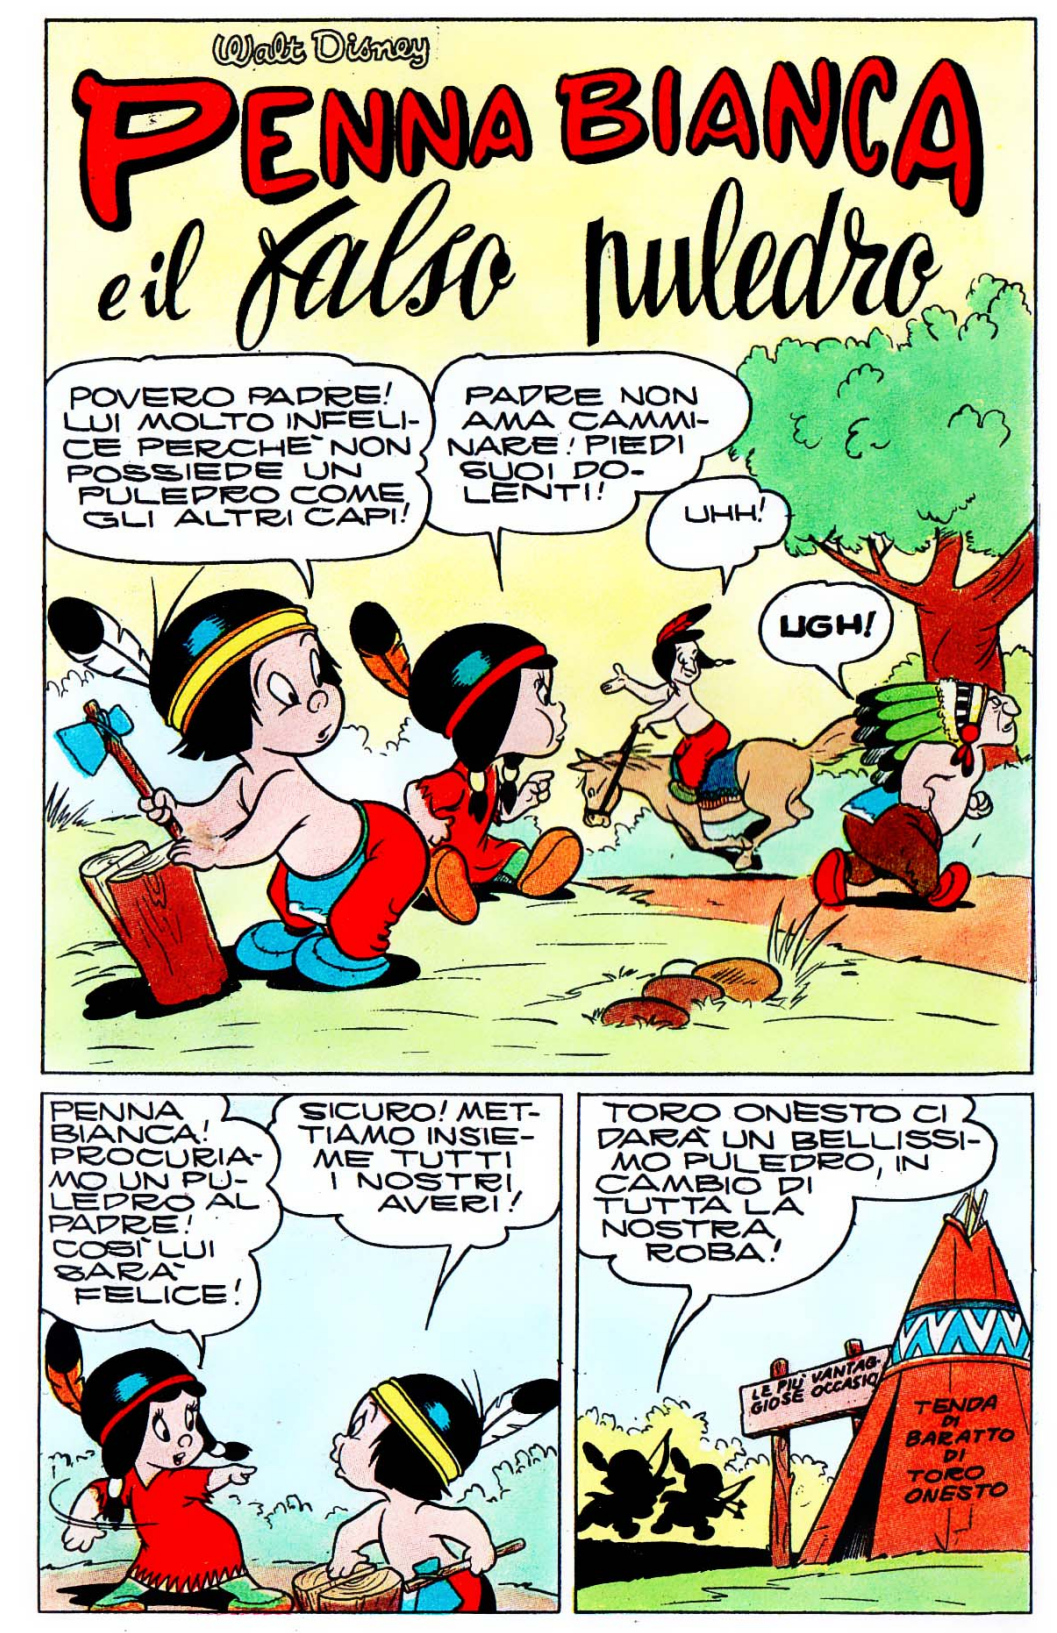 Walt Disney
PENNA BIANCA
e il falso puledro
POVERO PADRE!
LUI MOLTO INFELI-
CE PERCHÈ NON
POSSIEDE UN
PULEDRO COME
GLI ALTRI CAPI!
PADRE NON
AMA CAMMI-
NARE! PIEDI
SUOI DO-
LENTI!
UHH!
UGH!
PENNA
BIANCA!
PROCURIA-
MO UN PU-
LEDRO AL
PADRE!
COSÌ LUI
SARÀ
FELICE!
SICURO! MET-
TIAMO INSIE-
ME TUTTI
I NOSTRI
AVERI!
TORO ONESTO CI
DARÀ UN BELLISSI-
MO PULEDRO, IN
CAMBIO DI
TUTTA LA
NOSTRA
ROBA!
LE PIÙ VANTAG-
GIOSE OCCASIO
TENDA
DI
BARATTO
DI
TORO
ONESTO